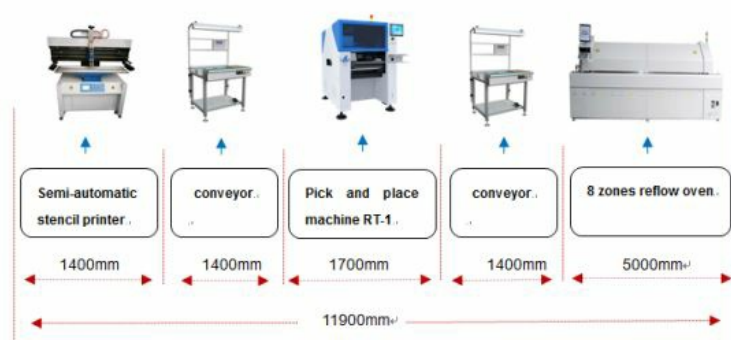 Semi-automatic
stencil printer
conveyor
Pick and place
machine RT-1
conveyor
8 zones reflow oven
1400mm
1400mm
1700mm
1400mm
5000mm
11900mm